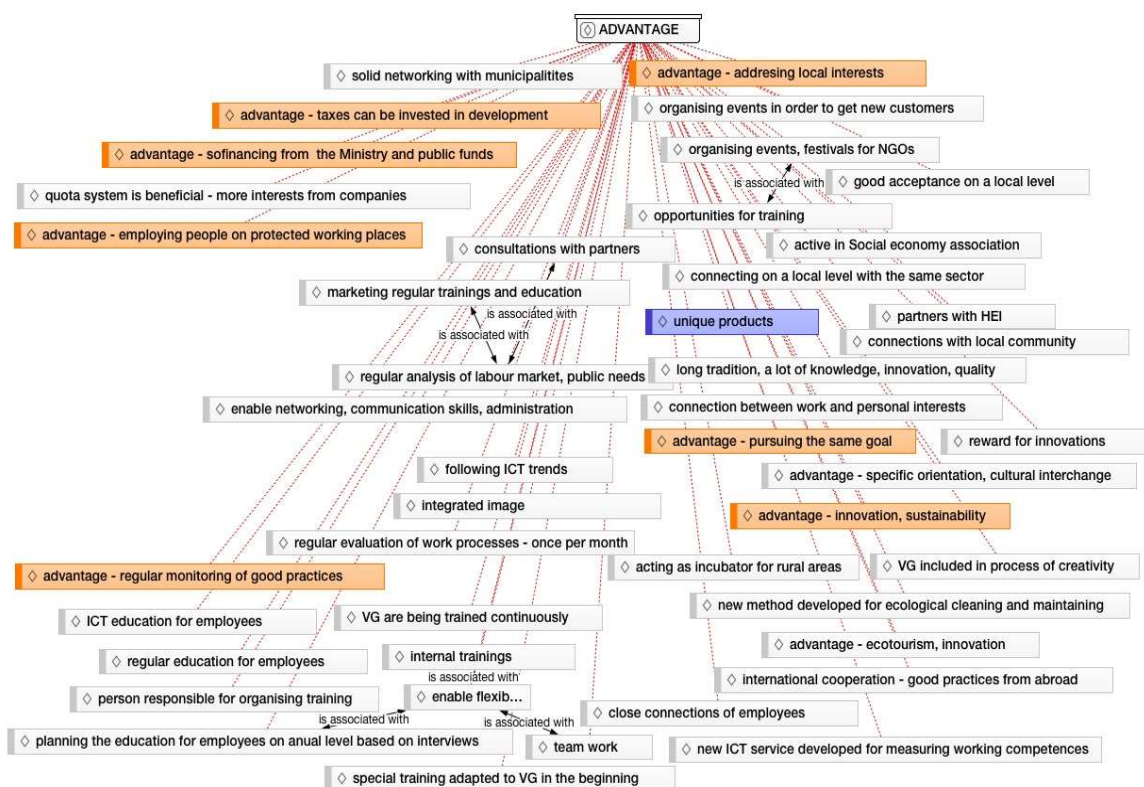 ADVANTAGE
solid networking with municipalitites
advantage - addresing local interests
advantage - taxes can be invested in development
organising events in order to get new customers
advantage - sofinancing from the Ministry and public funds
organising events, festivals for NGOs
is associated with
quota system is beneficial - more interests from companies
good acceptance on a local level
opportunities for training
advantage - employing people on protected working places
consultations with partners
active in Social economy association
connecting on a local level with the same sector
marketing regular trainings and education
is associated with
is associated with
unique products
partners with HEI
connections with local community
regular analysis of labour market, public needs
long tradition, a lot of knowledge, innovation, quality
enable networking, communication skills, administration
connection between work and personal interests
advantage - pursuing the same goal
reward for innovations
following ICT trends
advantage - specific orientation, cultural interchange
integrated image
advantage - innovation, sustainability
regular evaluation of work processes - once per month
acting as incubator for rural areas
VG included in process of creativity
advantage - regular monitoring of good practices
new method developed for ecological cleaning and maintaining
ICT education for employees
VG are being trained continuously
advantage - ecotourism, innovation
regular education for employees
internal trainings
is associated with
international cooperation - good practices from abroad
person responsible for organising training
enable flexib...
is associated with
is associated with
close connections of employees
planning the education for employees on anual level based on interviews
team work
new ICT service developed for measuring working competences
special training adapted to VG in the beginning